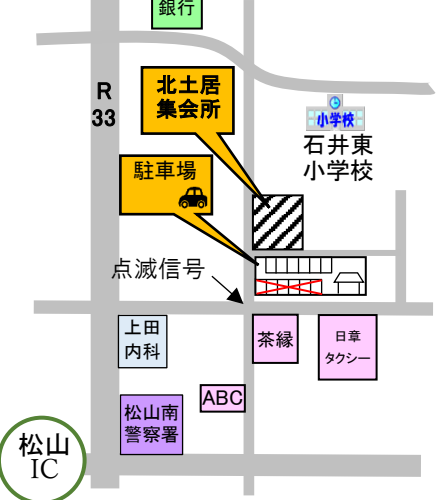 銀行
R
33
北土居
集会所
小学校
石井東
小学校
駐車場
点滅信号
上田
内科
茶縁
日章
タクシー
ABC
松山南
警察署
松山
IC